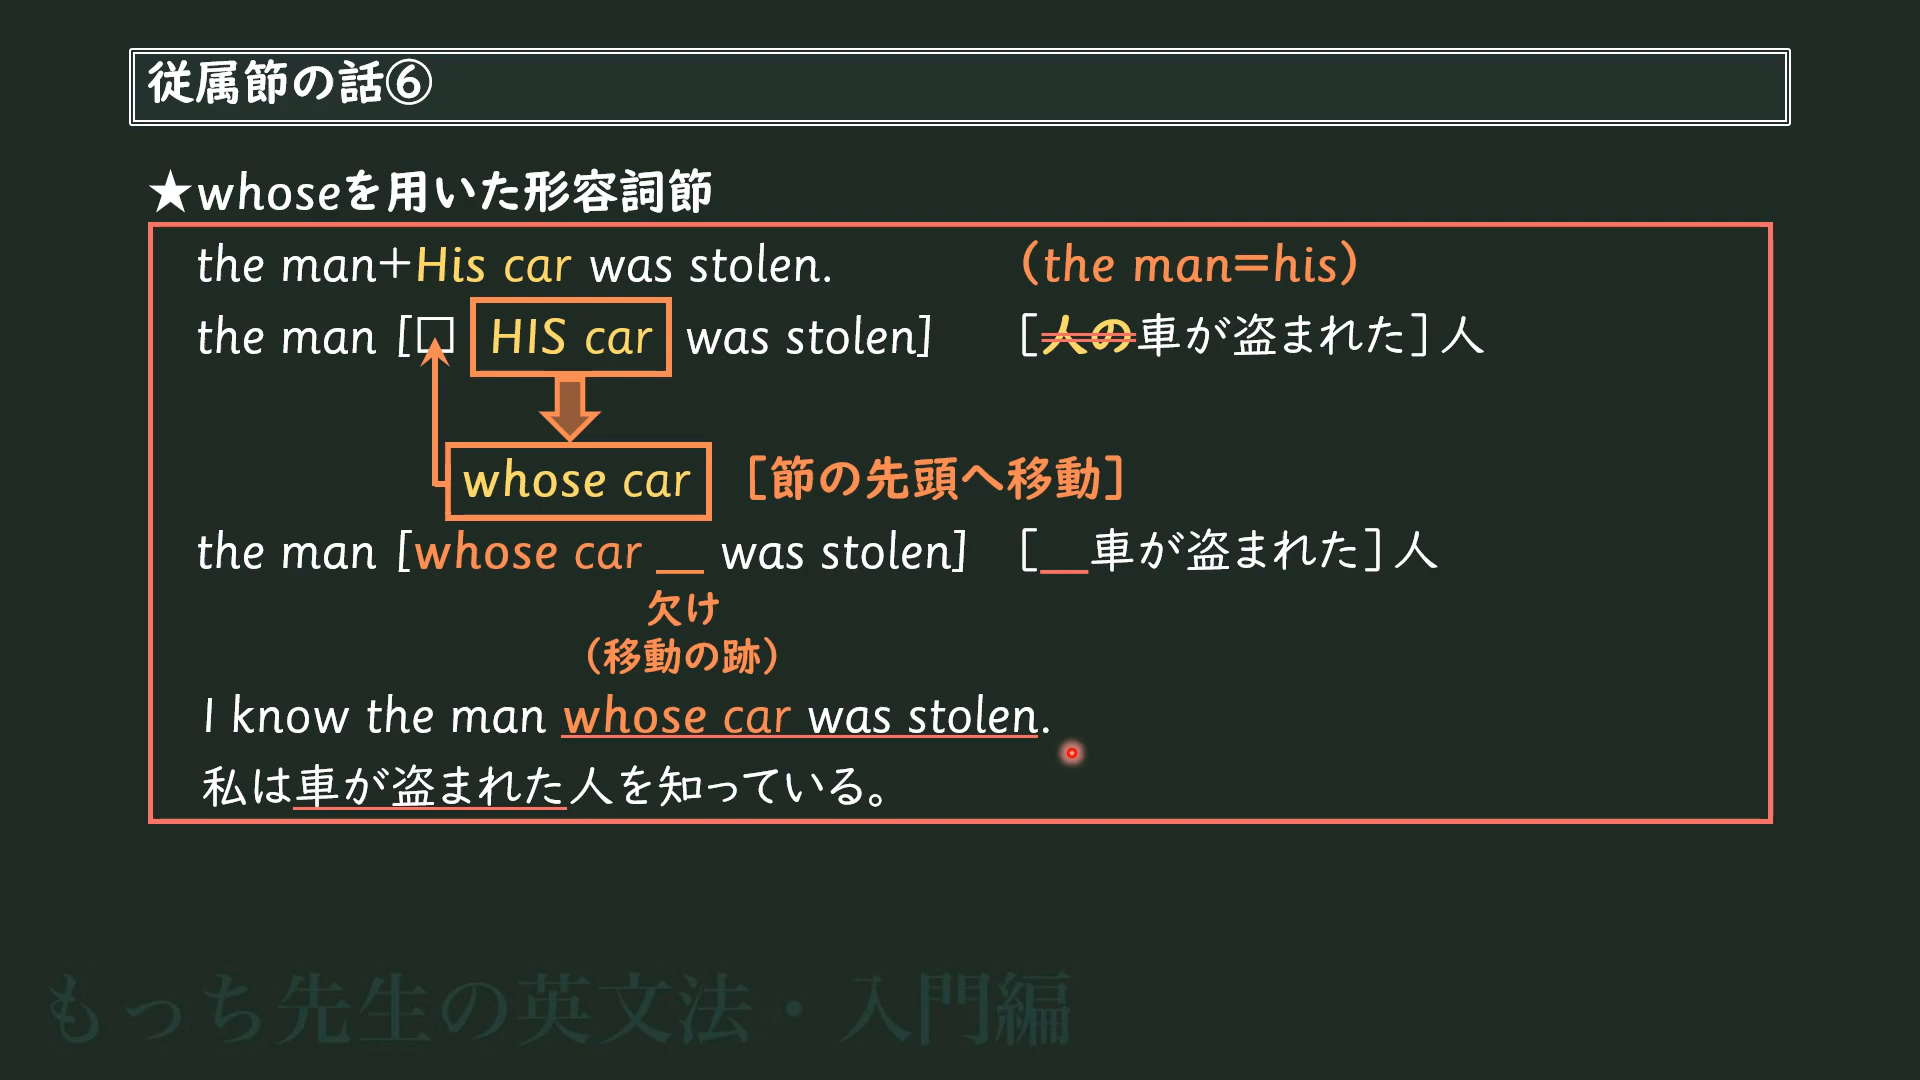 従属節の話⑥
★whoseを用いた形容詞節
the man+His car was stolen. (the man=his)
the man [□ HIS car was stolen] [人の車が盗まれた]人
whose car [節の先頭へ移動]
the man [whose car __ was stolen] [__車が盗まれた]人
欠け
(移動の跡)
I know the man whose car was stolen.
私は車が盗まれた人を知っている。
もっち先生の英文法・入門編